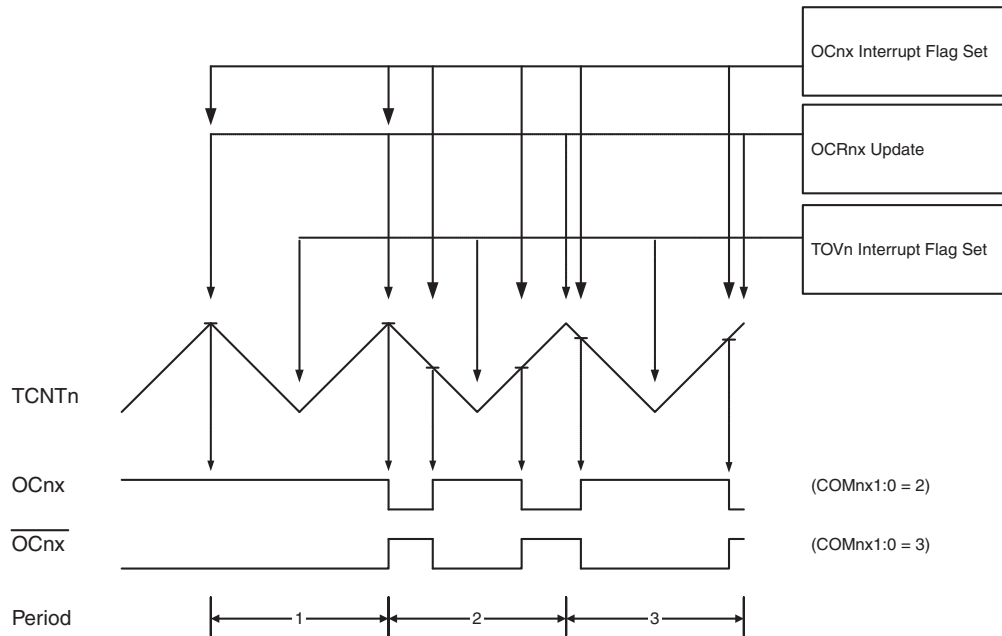 OCnx Interrupt Flag Set
OCRnx Update
TOVn Interrupt Flag Set
TCNTn
OCnx
(COMnx1:0 = 2)
OCnx
(COMnx1:0 = 3)
Period
1
2
3